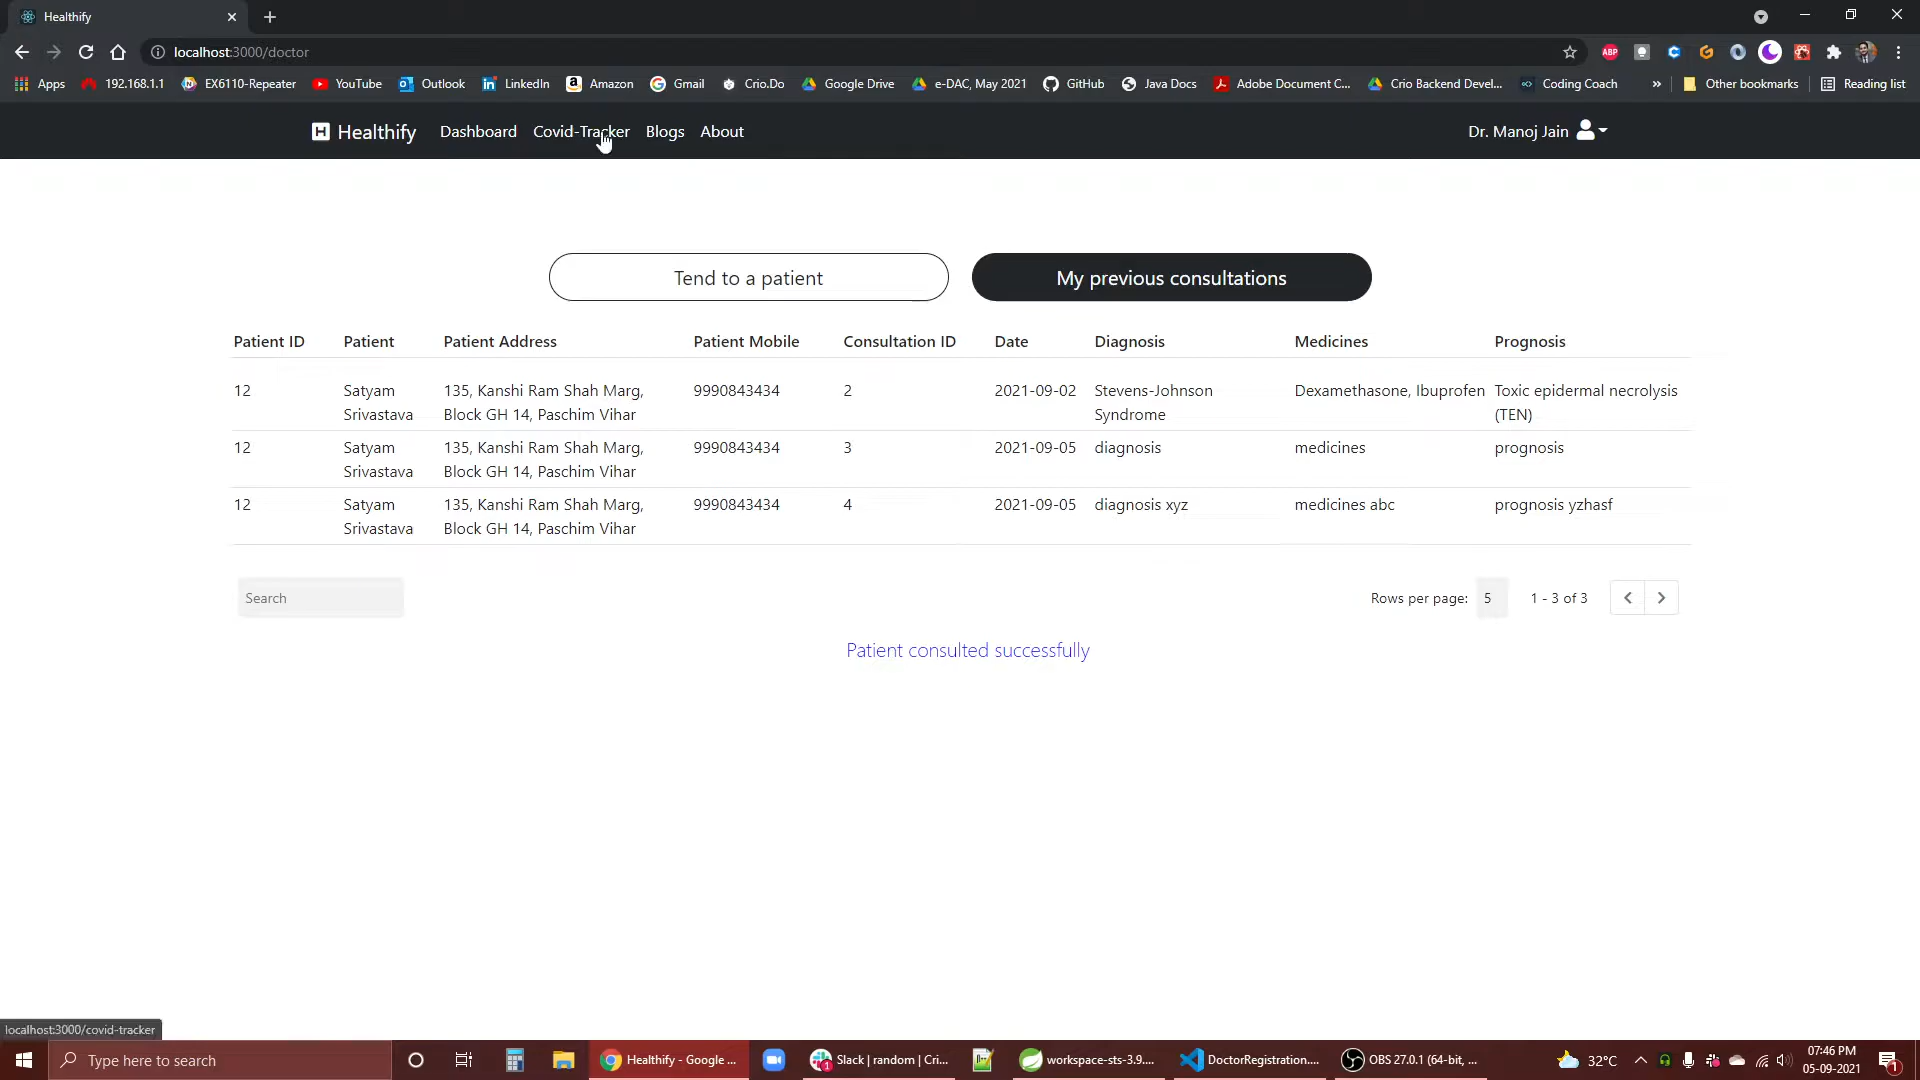 Healthify
localhost:3000/doctor
ABP
Apps 192.168.1.1 EX6110-Repeater YouTube Outlook LinkedIn Amazon Gmail Crio.Do Google Drive e-DAC, May 2021 GitHub Java Docs Adobe Document C... Crio Backend Devel... Coding Coach » Other bookmarks Reading list
H Healthify Dashboard Covid-Tracker Blogs About Dr. Manoj Jain
Tend to a patient My previous consultations
Patient ID Patient Patient Address Patient Mobile Consultation ID Date Diagnosis Medicines Prognosis
12 Satyam 135, Kanshi Ram Shah Marg, 9990843434 2 2021-09-02 Stevens-Johnson Dexamethasone, Ibuprofen Toxic epidermal necrolysis
Srivastava Block GH 14, Paschim Vihar Syndrome (TEN)
12 Satyam 135, Kanshi Ram Shah Marg, 9990843434 3 2021-09-05 diagnosis medicines prognosis
Srivastava Block GH 14, Paschim Vihar
12 Satyam 135, Kanshi Ram Shah Marg, 9990843434 4 2021-09-05 diagnosis xyz medicines abc prognosis yzhasf
Srivastava Block GH 14, Paschim Vihar
Search Rows per page: 5 1 - 3 of 3
Patient consulted successfully
localhost:3000/covid-tracker
Type here to search Healthify - Google ... Slack | random | Cri... workspace-sts-3.9.... DoctorRegistration.... OBS 27.0.1 (64-bit, ... 32°C 07:46 PM
05-09-2021
1
1